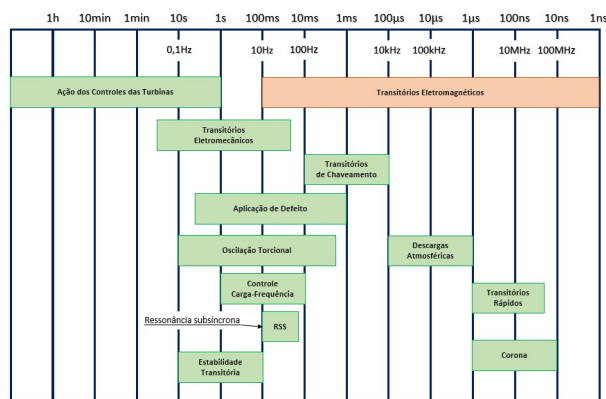 1h 10min 1min 10s 1s 100ms 10ms 1ms 100µs 10µs 1µs 100ns 10ns 1ns
0,1Hz 10Hz 100Hz 10kHz 100kHz 10MHz 100MHz
Ação dos Controles das Turbinas
Transitórios Eletromagnéticos
Transitórios
Eletromecânicos
Transitórios
de Chaveamento
Aplicação de Defeito
Oscilação Torcional
Descargas
Atmosféricas
Controle
Carga-Frequência
Transitórios
Rápidos
Ressonância subsíncrona
RSS
Estabilidade
Transitória
Corona